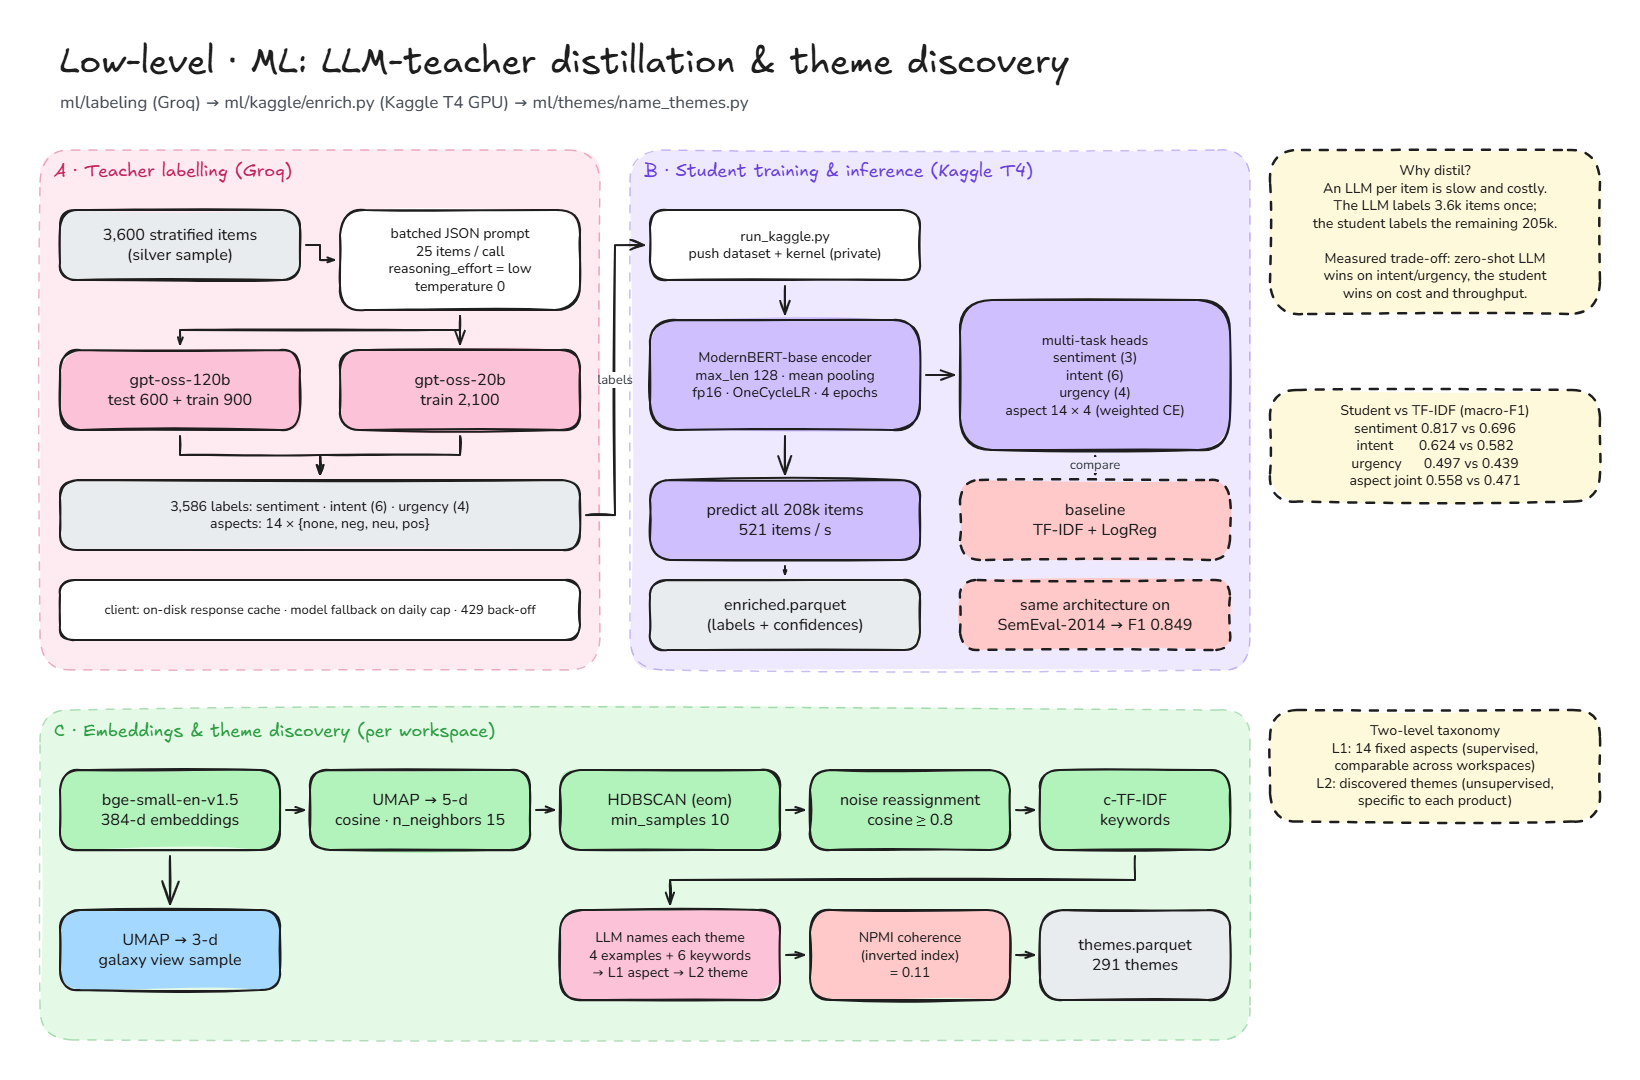 Low-level · ML: LLM-teacher distillation & theme discovery
ml/labeling (Groq) → ml/kaggle/enrich.py (Kaggle T4 GPU) → ml/themes/name_themes.py
A · Teacher labelling (Groq)
3,600 stratified items
(silver sample)
batched JSON prompt
25 items / call
reasoning_effort = low
temperature 0
gpt-oss-120b
test 600 + train 900
gpt-oss-20b
train 2,100
3,586 labels: sentiment · intent (6) · urgency (4)
aspects: 14 × {none, neg, neu, pos}
client: on-disk response cache · model fallback on daily cap · 429 back-off
labels
B · Student training & inference (Kaggle T4)
run_kaggle.py
push dataset + kernel (private)
ModernBERT-base encoder
max_len 128 · mean pooling
fp16 · OneCycleLR · 4 epochs
multi-task heads
sentiment (3)
intent (6)
urgency (4)
aspect 14 × 4 (weighted CE)
compare
predict all 208k items
521 items / s
baseline
TF-IDF + LogReg
enriched.parquet
(labels + confidences)
same architecture on
SemEval-2014 → F1 0.849
Why distil?
An LLM per item is slow and costly.
The LLM labels 3.6k items once;
the student labels the remaining 205k.
Measured trade-off: zero-shot LLM
wins on intent/urgency, the student
wins on cost and throughput.
Student vs TF-IDF (macro-F1)
sentiment 0.817 vs 0.696
intent 0.624 vs 0.582
urgency 0.497 vs 0.439
aspect joint 0.558 vs 0.471
C · Embeddings & theme discovery (per workspace)
bge-small-en-v1.5
384-d embeddings
UMAP → 5-d
cosine · n_neighbors 15
HDBSCAN (eom)
min_samples 10
noise reassignment
cosine ≥ 0.8
c-TF-IDF
keywords
UMAP → 3-d
galaxy view sample
LLM names each theme
4 examples + 6 keywords
→ L1 aspect → L2 theme
NPMI coherence
(inverted index)
= 0.11
themes.parquet
291 themes
Two-level taxonomy
L1: 14 fixed aspects (supervised,
comparable across workspaces)
L2: discovered themes (unsupervised,
specific to each product)